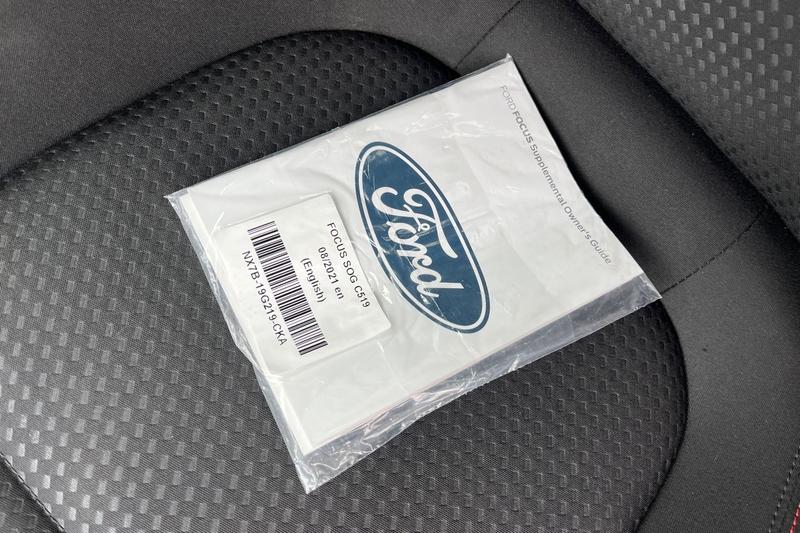 FORD FOCUS Supplemental Owner's Guide
Ford
FOCUS SOG C519
08/2021 en
(English)
NX7B-19G219-CKA